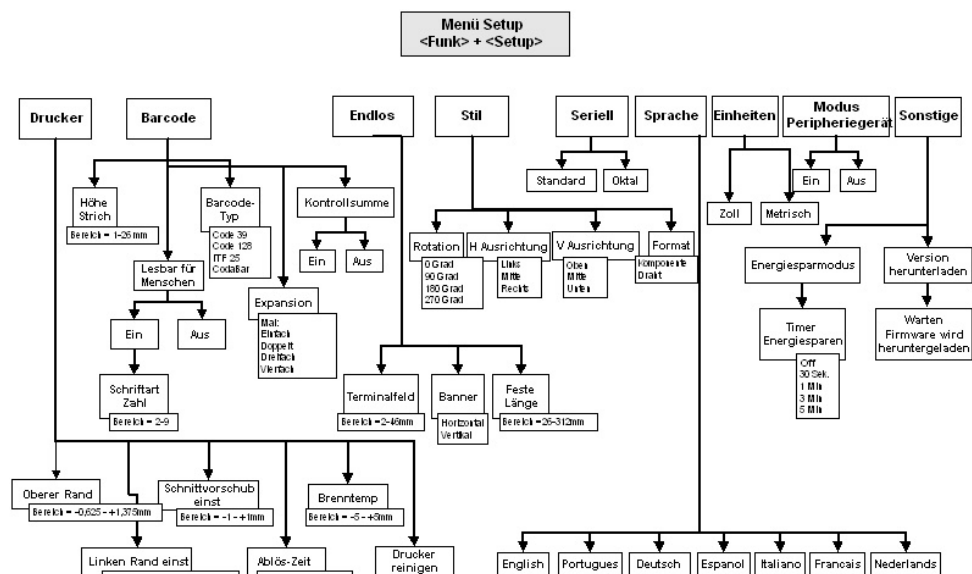 Menü Setup
<Funk> + <Setup>
Drucker
Barcode
Endlos
Stil
Seriell
Sprache
Einheiten
Modus
Peripheriegerät
Sonstige
Höhe
Strich
Bereich = 1-26 mm
Barcode-
Typ
Code 39
Code 128
ITF 25
CodaBar
Kontrollsumme
Ein
Aus
Lesbar für
Menschen
Ein
Aus
Schriftart
Zahl
Bereich = 2-9
Expansion
Mal:
Einfach
Doppelt
Dreifach
Vierfach
Terminalfeld
Bereich = 2-46mm
Banner
Horizontal
Vertikal
Feste
Länge
Bereich = 26-312mm
Rotation
0 Grad
90 Grad
180 Grad
270 Grad
H Ausrichtung
Links
Mitte
Rechts
V Ausrichtung
Oben
Mitte
Unten
Format
Komponente
Draht
Standard
Oktal
Zoll
Metrisch
Ein
Aus
Energiesparmodus
Timer
Energiesparen
Off
30 Sek.
1 Min
3 Min
5 Min
Version
herunterladen
Warten
Firmware wird
heruntergeladen
Oberer Rand
Bereich = -0,625 - +1,375mm
Schnittvorschub
einst
Bereich = -1 - +1mm
Brenntemp
Bereich = -5 - +5mm
Linken Rand einst
Ablös-Zeit
Drucker
reinigen
English
Portugues
Deutsch
Espanol
Italiano
Francais
Nederlands